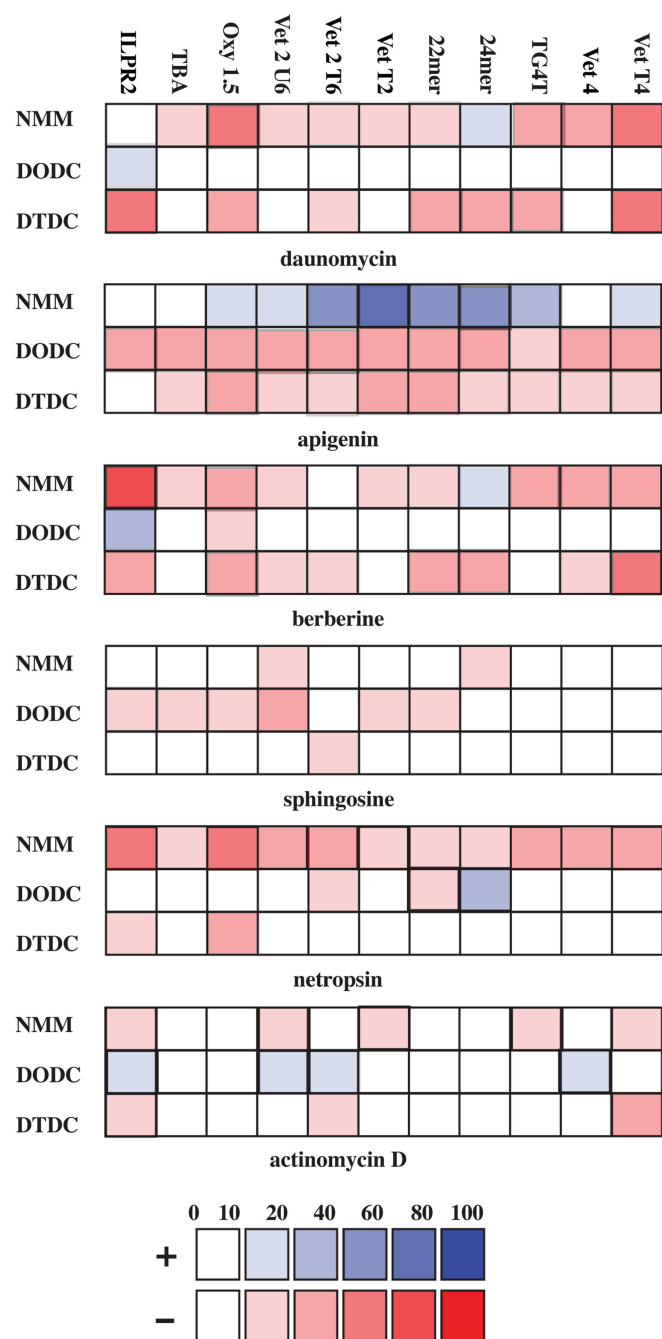 ILPR2 TBA Oxy 1.5 Vet 2 U6 Vet 2 T6 Vet T2 22mer 24mer TG4T Vet 4 Vet T4
NMM
DODC
DTDC
daunomycin
NMM
DODC
DTDC
apigenin
NMM
DODC
DTDC
berberine
NMM
DODC
DTDC
sphingosine
NMM
DODC
DTDC
netropsin
NMM
DODC
DTDC
actinomycin D
0 10 20 40 60 80 100
+
−